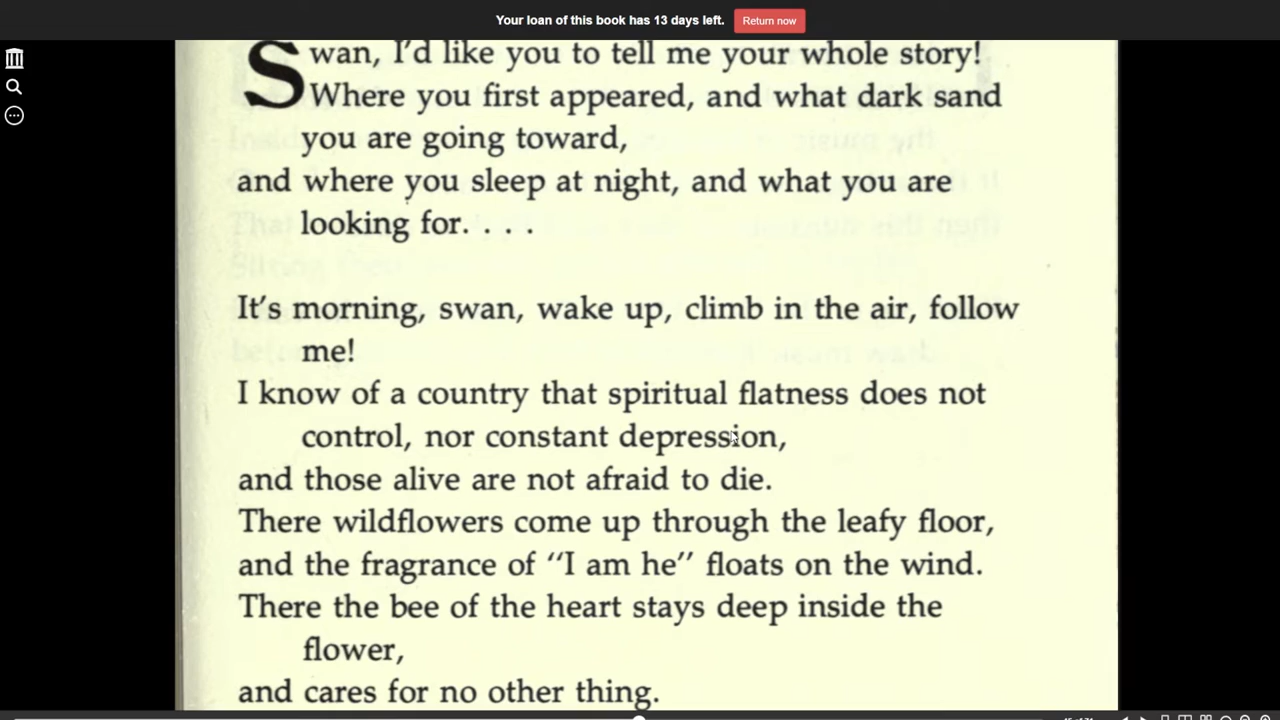 Your loan of this book has 13 days left. Return now
Swan, I'd like you to tell me your whole story!
Where you first appeared, and what dark sand
you are going toward,
and where you sleep at night, and what you are
looking for. . . .
It's morning, swan, wake up, climb in the air, follow
me!
I know of a country that spiritual flatness does not
control, nor constant depression,
and those alive are not afraid to die.
There wildflowers come up through the leafy floor,
and the fragrance of “I am he” floats on the wind.
There the bee of the heart stays deep inside the
flower,
and cares for no other thing.